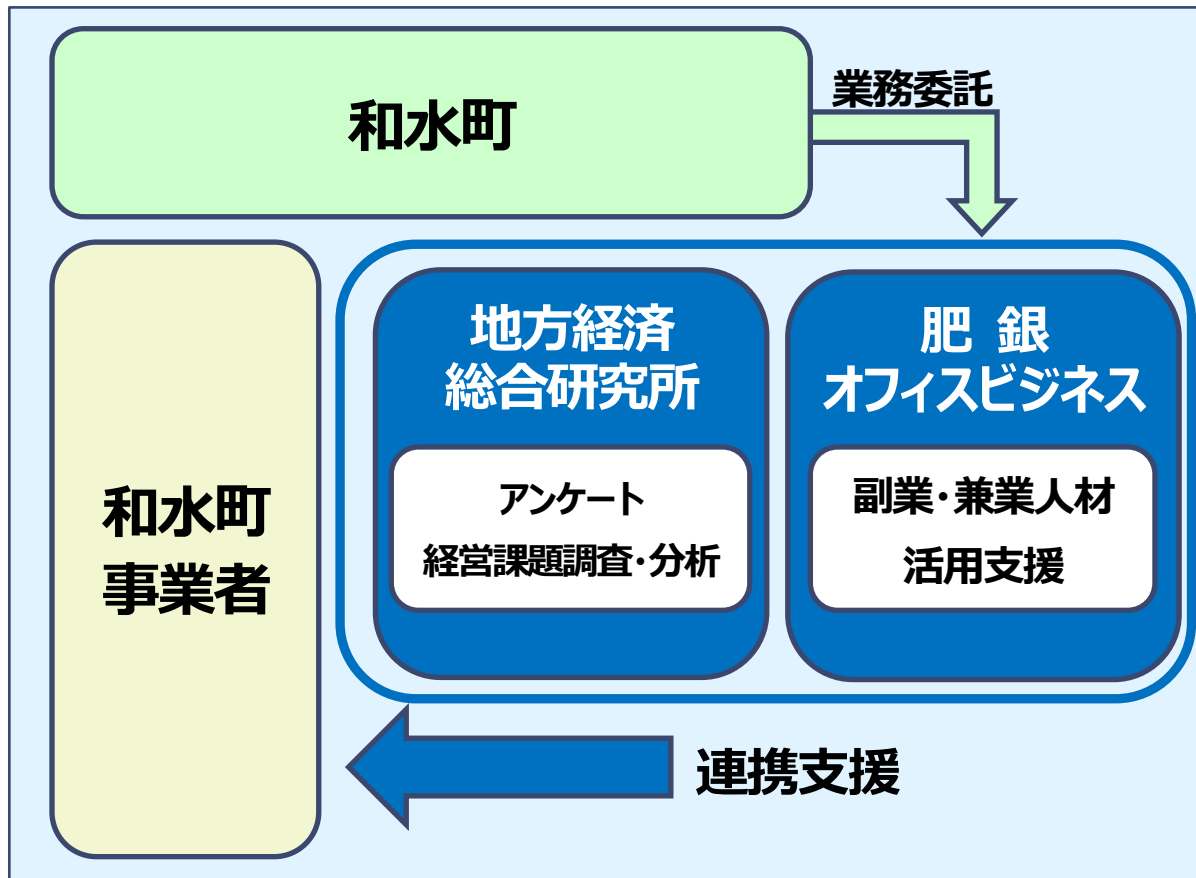 和水町
業務委託
和水町
事業者
地方経済
総合研究所
アンケート
経営課題調査・分析
肥 銀
オフィスビジネス
副業・兼業人材
活用支援
連携支援